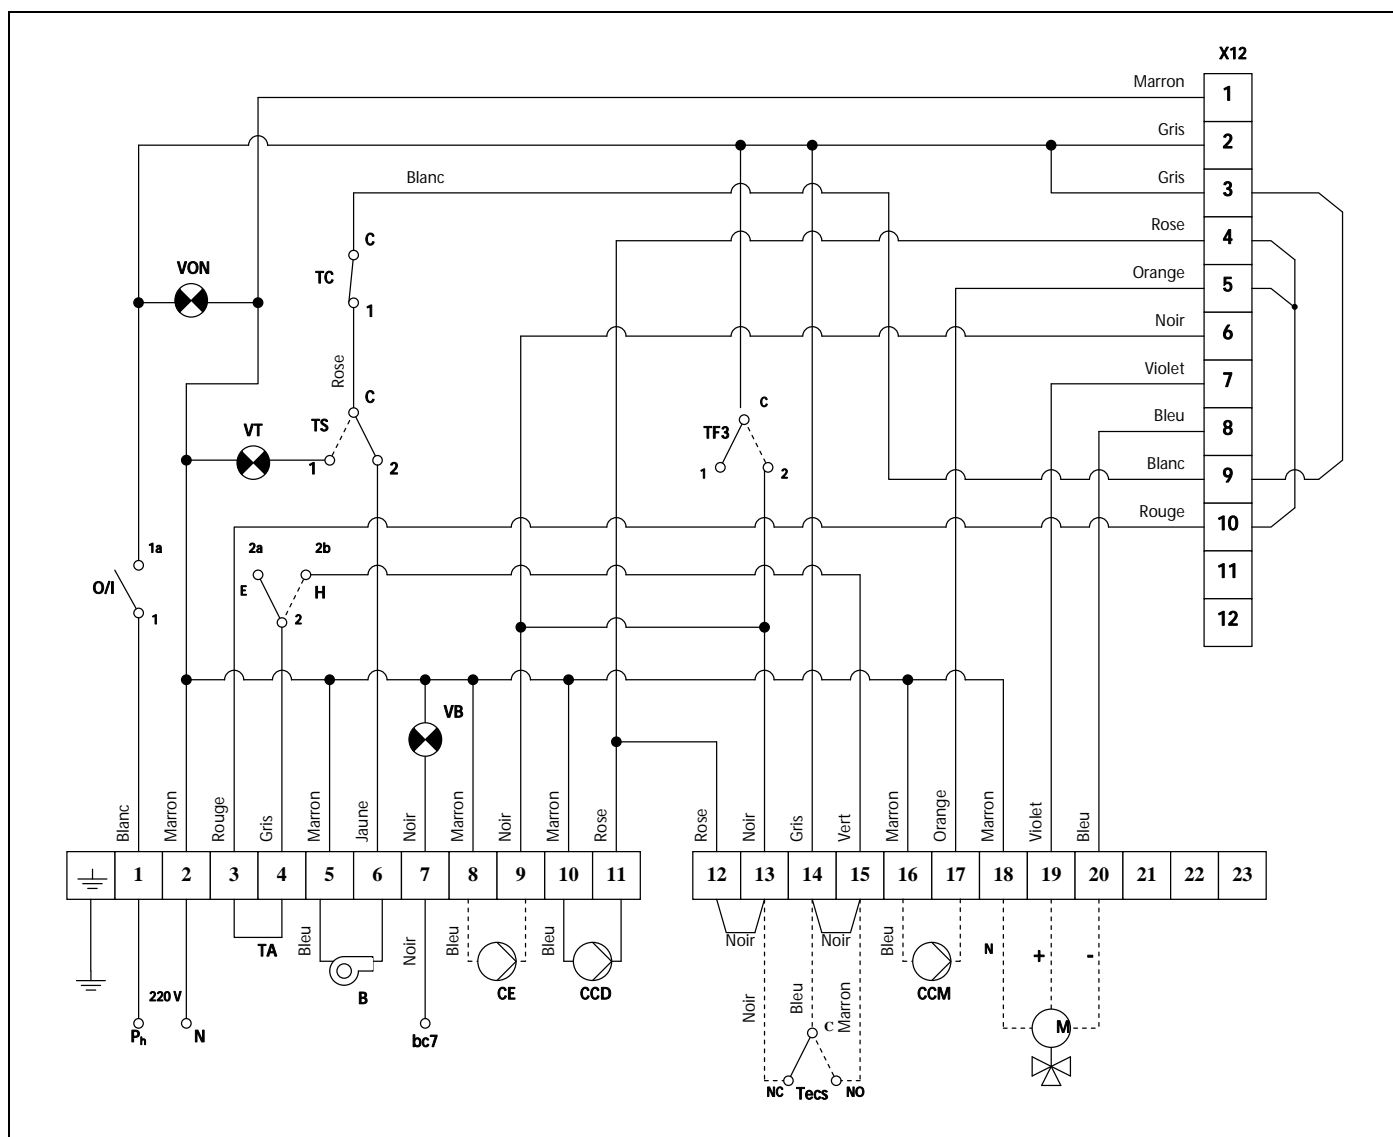 X12
Marron
1
Gris
2
Blanc
Gris
3
Rose
4
C
VON
TC
Orange
5
1
Noir
6
Rose
Violet
7
C
C
Bleu
8
VT
TS
TF3
1
2
1
2
Blanc
9
Rouge
10
1a
2a
2b
11
O/I
E
H
1
2
12
VB
Blanc
Marron
Rouge
Gris
Marron
Jaune
Noir
Marron
Noir
Marron
Rose
Rose
Noir
Gris
Vert
Marron
Orange
Marron
Violet
Bleu
1 2 3 4 5 6 7 8 9 10 11 12 13 14 15 16 17 18 19 20 21 22 23
TA
Bleu
Noir
Bleu
Bleu
Noir
Noir
Bleu
N
+
-
220 V
B
CE
CCD
CCM
Noir
Bleu
Marron
Ph
N
bc7
C
M
NC
Tecs
NO